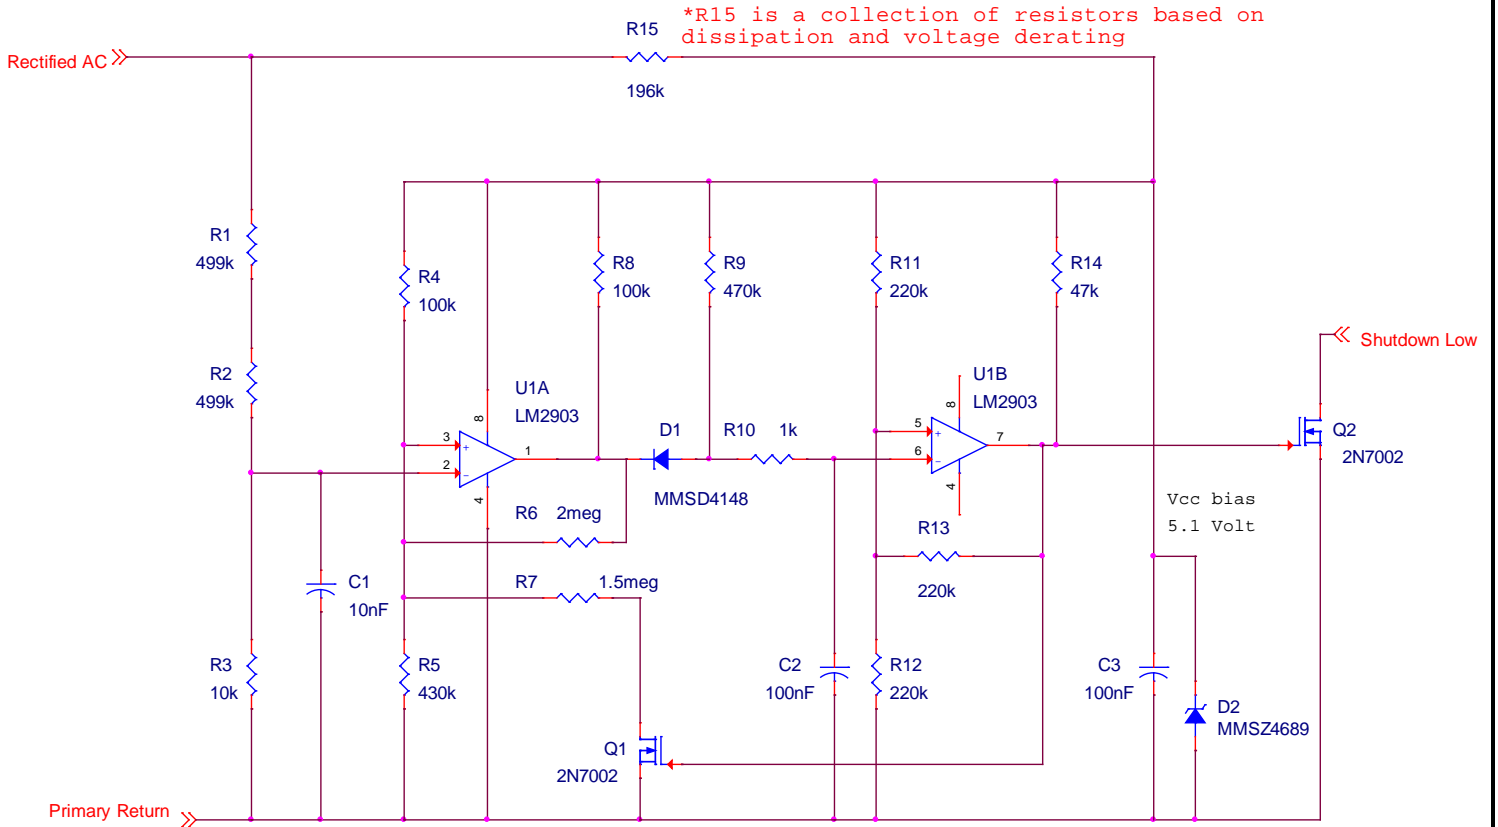 *R15 is a collection of resistors based on
dissipation and voltage derating
R15
196k
Rectified AC
R1
499k
R4
100k
R8
100k
R9
470k
R11
220k
R14
47k
Shutdown Low
R2
499k
U1A
LM2903
U1B
LM2903
8
8
3
+
2
-
1
4
D1
MMSD4148
R10
1k
5
+
6
-
7
4
Q2
2N7002
Vcc bias
5.1 Volt
R6
2meg
R13
220k
R7
1.5meg
C1
10nF
R3
10k
R5
430k
C2
100nF
R12
220k
C3
100nF
D2
MMSZ4689
Q1
2N7002
Primary Return